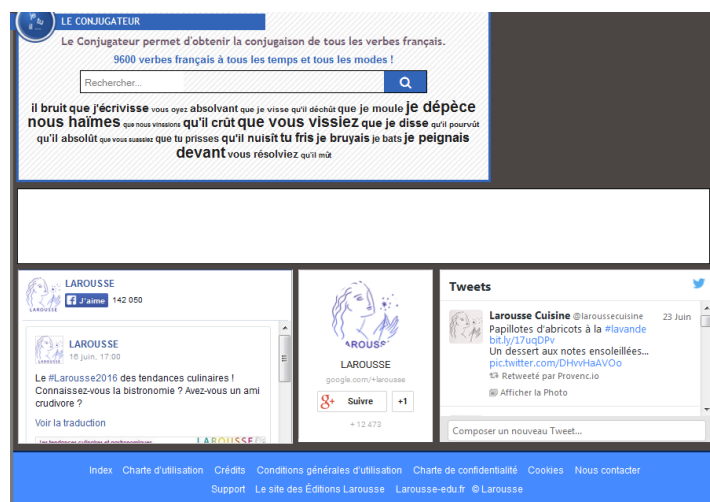 LE CONJUGATEUR
Le Conjugateur permet d'obtenir la conjugaison de tous les verbes français.
9600 verbes français à tous les temps et tous les modes !
Rechercher...
il bruit que j'écrivisse vous oyez absolvant que je visse qu'il déchût que je moule je dépèce
nous haïmes que nous vinssions qu'il crût que vous vissiez que je disse qu'il pourvût
qu'il absolût que vous suassiez que tu prisses qu'il nuisît tu fris je bruyais je bats je peignais
devant vous résolviez qu'il mût
LAROUSSE
J'aime 142 050
LAROUSSE
LAROUSSE
16 juin, 17:00
Le #Larousse2016 des tendances culinaires !
Connaissez-vous la bistronomie ? Avez-vous un ami
crudivore ?
Voir la traduction
Les tendances culinaires et gastronomiques
LAROUSSE
AROUSS
LAROUSSE
google.com/+larousse
g+ Suivre +1
+ 12 473
Tweets
Larousse Cuisine @laroussecuisine 23 Juin
Papillotes d'abricots à la #lavande
bit.ly/17uqDPv
Un dessert aux notes ensoleillées...
pic.twitter.com/DHvvHaAVOo
Retweeté par Provenc.io
Afficher la Photo
Composer un nouveau Tweet...
Index Charte d'utilisation Crédits Conditions générales d'utilisation Charte de confidentialité Cookies Nous contacter
Support Le site des Éditions Larousse Larousse-edu.fr © Larousse